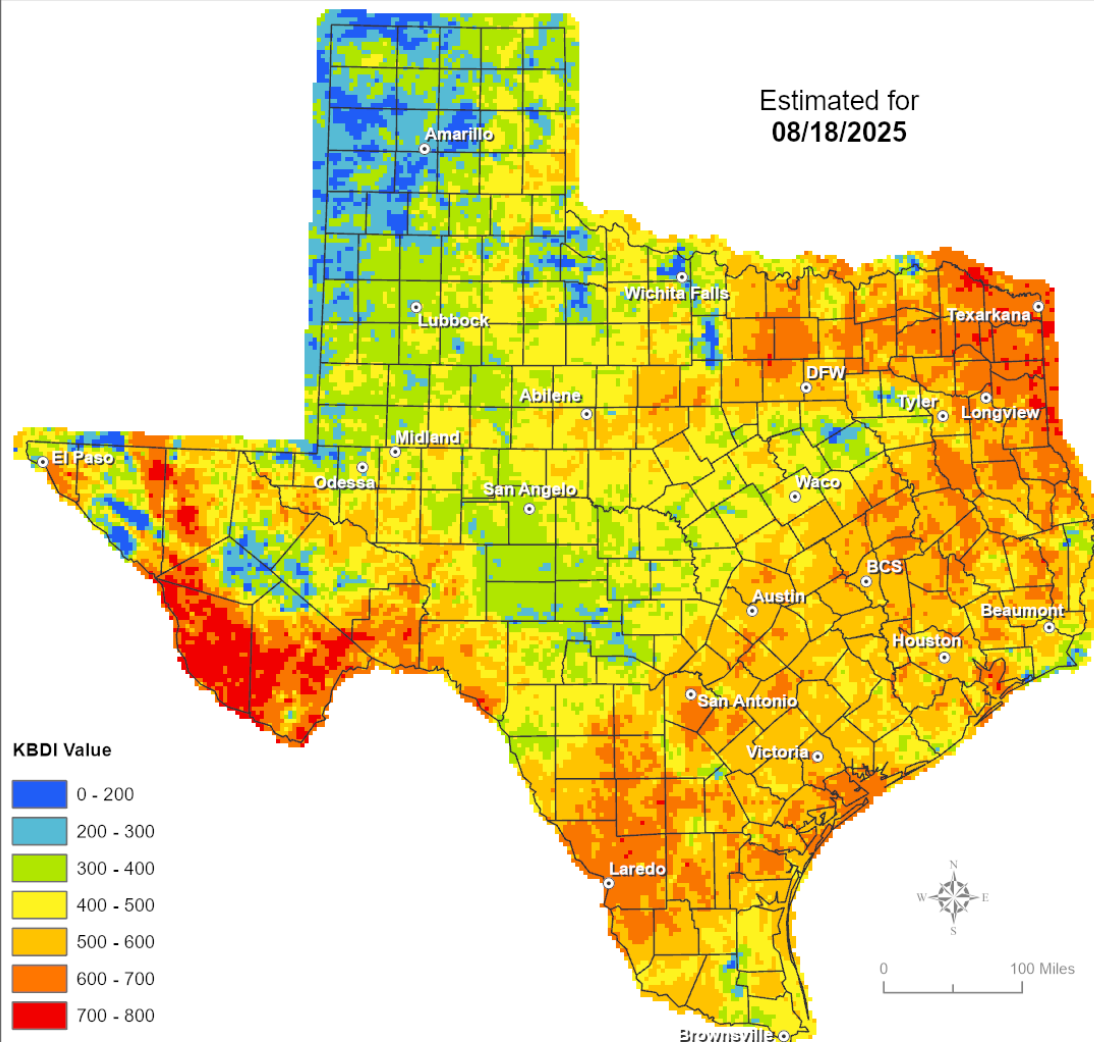 Estimated for
08/18/2025
Amarillo
Wichita Falls
Lubbock
Texarkana
DFW
Abilene
Tyler
Longview
Midland
El Paso
Odessa
San Angelo
Waco
BCS
Austin
Beaumont
Houston
San Antonio
Victoria
Laredo
Brownsville
KBDI Value
0 - 200
200 - 300
300 - 400
400 - 500
500 - 600
600 - 700
700 - 800
N
W E
S
0 100 Miles